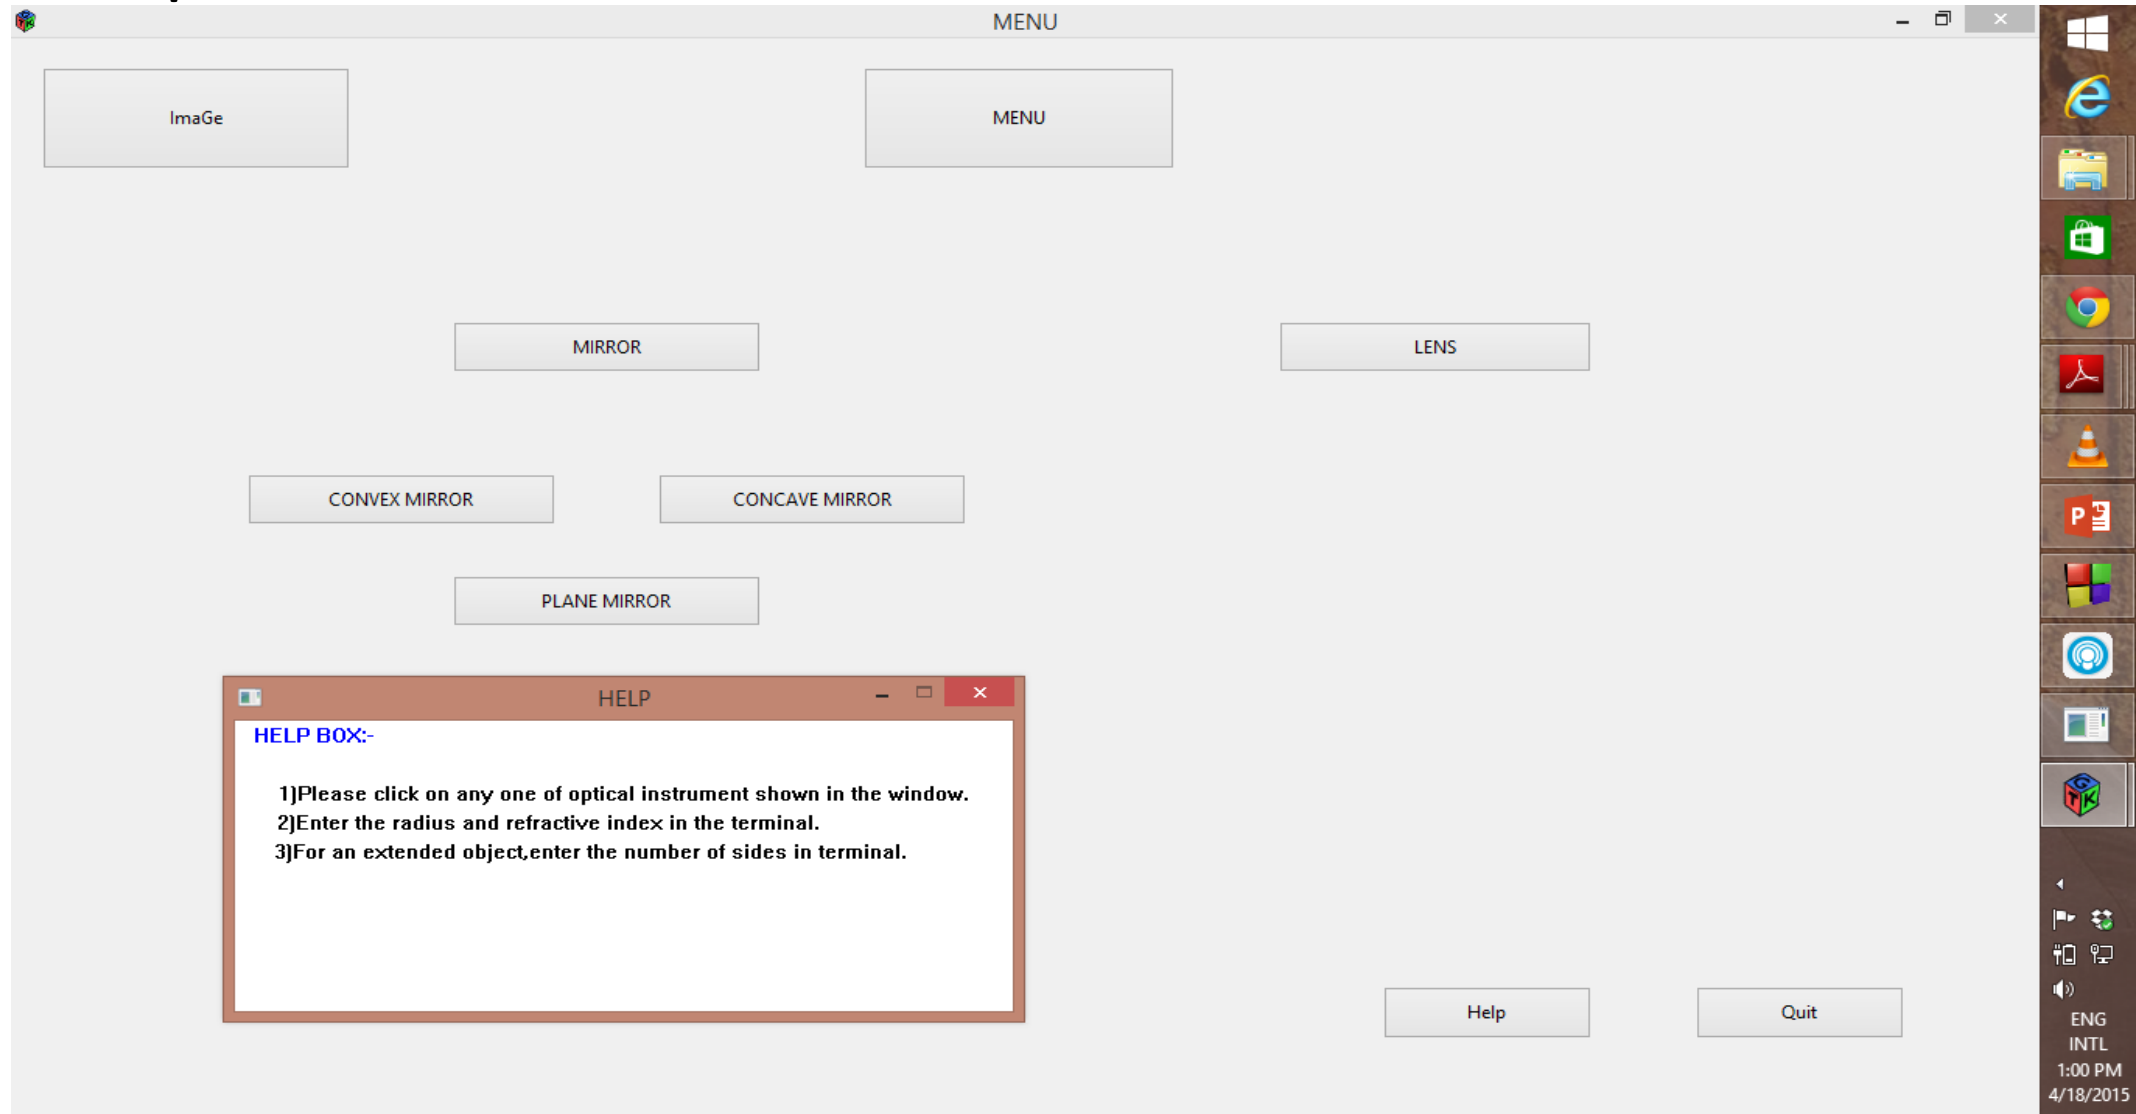 MENU
ImaGe
MENU
MIRROR
LENS
CONVEX MIRROR
CONCAVE MIRROR
PLANE MIRROR
HELP
HELP BOX:-
1)Please click on any one of optical instrument shown in the window.
2)Enter the radius and refractive index in the terminal.
3)For an extended object,enter the number of sides in terminal.
Help
Quit
P
GTK
ENG
INTL
1:00 PM
4/18/2015